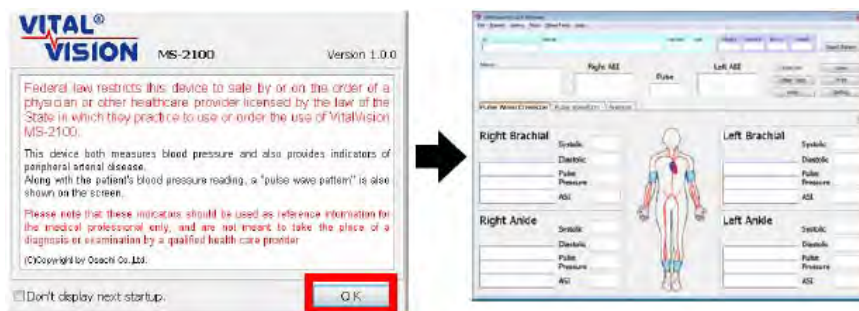 VITAL®
VISION MS-2100 Version 1.0.0
Federal law restricts this device to sale by or on the order of a
physician or other healthcare provider licensed by the law of the
State in which they practice to use or order the use of VitalVision
MS-2100.
This device both measures blood pressure and also provides indicators of
peripheral arterial disease.
Along with the patient's blood pressure reading, a "pulse wave pattern" is also
shown on the screen.
Please note that these indicators should be used as reference information for
the medical professional only, and are not meant to take the place of a
diagnosis or examination by a qualified health care provider
(C)Copyright by Osachi Co.,Ltd.
Don't display next startup.
OK
Right ABI
Pulse
Left ABI
Right Brachial
Systolic
Diastolic
Pulse
Pressure
ASI
Left Brachial
Systolic
Diastolic
Pulse
Pressure
ASI
Right Ankle
Systolic
Diastolic
Pulse
Pressure
ASI
Left Ankle
Systolic
Diastolic
Pulse
Pressure
ASI